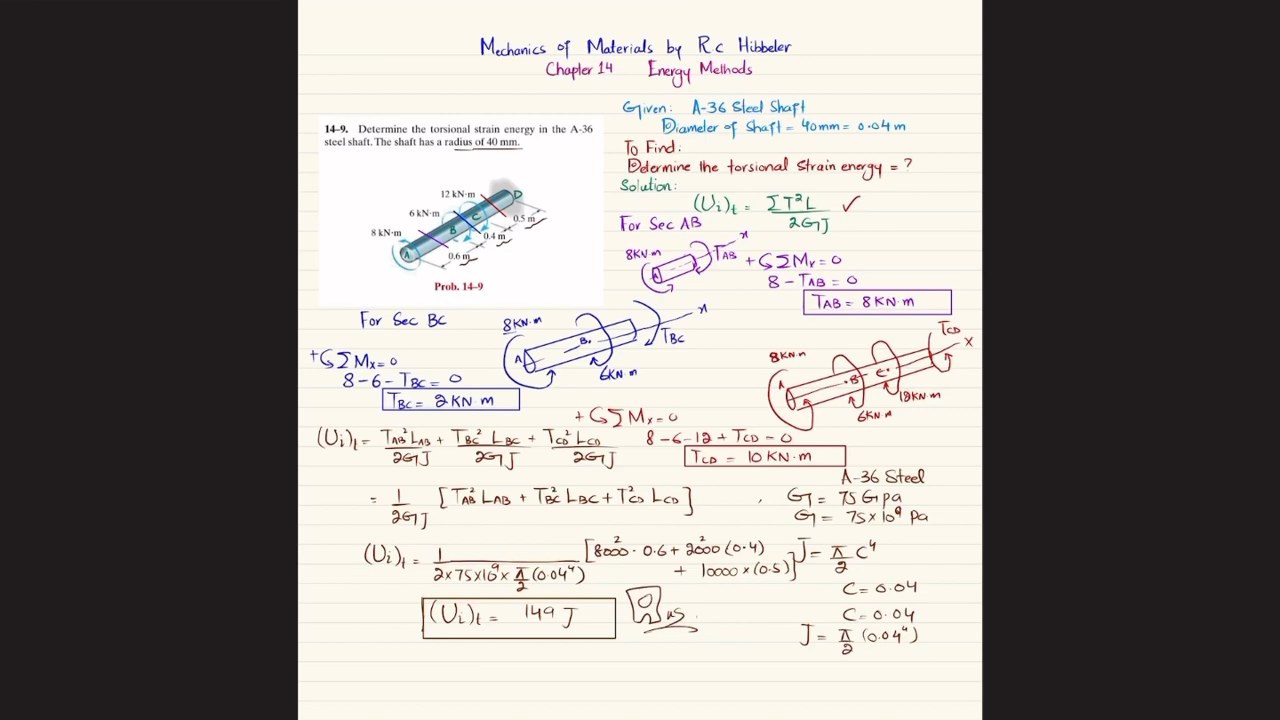 Mechanics of Materials by R c Hibbeler
Chapter 14 Energy Methods
14–9. Determine the torsional strain energy in the A-36
steel shaft. The shaft has a radius of 40 mm.
12 kN·m
D
6 kN·m
C
0.5 m
8 kN·m
B
0.4 m
A
0.6 m
Prob. 14–9
Given: A-36 Steel Shaft
Diameter of Shaft = 40mm = 0.04 m
To Find:
Determine the torsional Strain energy = ?
Solution:
(Ui)t = ΣT²L / 2GJ ✓
For Sec AB
8KN·m
A
TAB
x
+ ↺ ΣMx = 0
8 - TAB = 0
TAB = 8 KN·m
For Sec BC
8KN·m
A
B
6KN·m
TBC
x
+ ↺ ΣMx = 0
8 - 6 - TBC = 0
TBC = 2 KN·m
8KN·m
A
B
C
6KN·m
12KN·m
TCD
x
+ ↺ ΣMx = 0
8 - 6 - 12 + TCD = 0
TCD = 10 KN·m
(Ui)t = TAB² LAB / 2GJ + TBC² LBC / 2GJ + TCD² LCD / 2GJ
= 1 / 2GJ [TAB² LAB + TBC² LBC + T²CD LCD]
A-36 Steel
G = 75 Gpa
G = 75 x 10⁹ Pa
(Ui)t = 1 / 2x75x10⁹ x π/2 (0.04⁴) [8000² · 0.6 + 2000² (0.4)
+ 10000 x (0.5)]
J = π/2 C⁴
C = 0.04
C = 0.04
J = π/2 (0.04⁴)
(Ui)t = 149 J